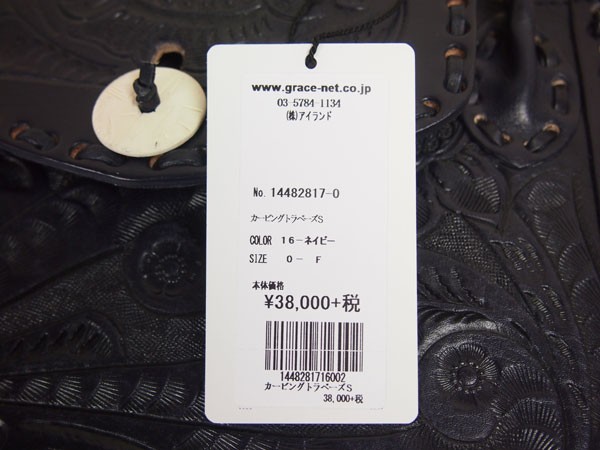 www.grace-net.co.jp
03-5784-1134
(株)アイランド
No. 14482817-0
カービングトラベーズS
COLOR 16-ネイビー
SIZE 0- F
本体価格
¥38,000+税
1448281716002
カービングトラベーズS
38,000+税